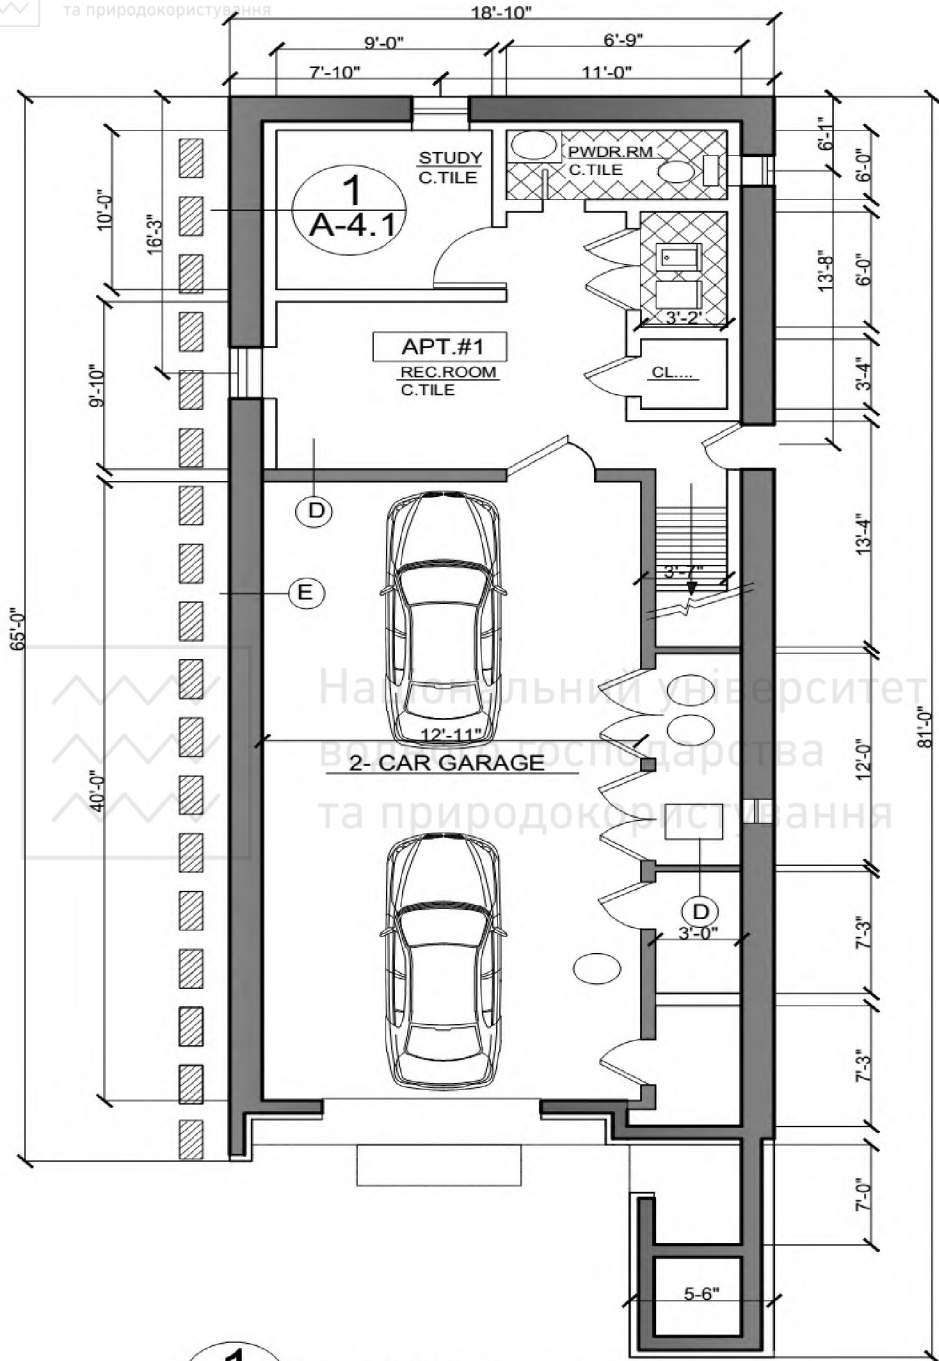 та природокористування
18'-10"
9'-0"
6'-9"
7'-10"
11'-0"
6'-1"
6'-0"
STUDY
C.TILE
PWDR.RM
C.TILE
1
A-4.1
10'-0"
16'-3"
13'-8"
6'-0"
3'-2'
APT.#1
REC.ROOM
C.TILE
CL....
3'-4"
9'-10"
D
13'-4"
3'-7"
E
65'-0"
Національний університет
водного господарства
та природокористування
12'-11"
2- CAR GARAGE
81'-0"
12'-0"
40'-0"
D
3'-0"
7'-3"
7'-3"
7'-0"
5-6"
1